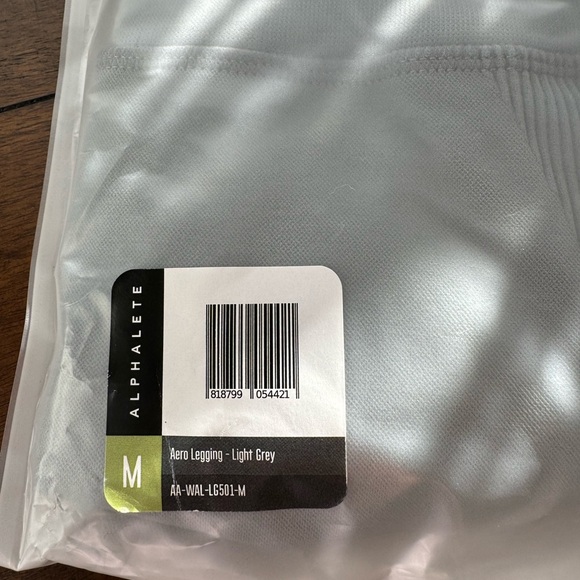 ALPHALETE
818799 054421
M
Aero Legging - Light Grey
AA-WAL-LG501-M